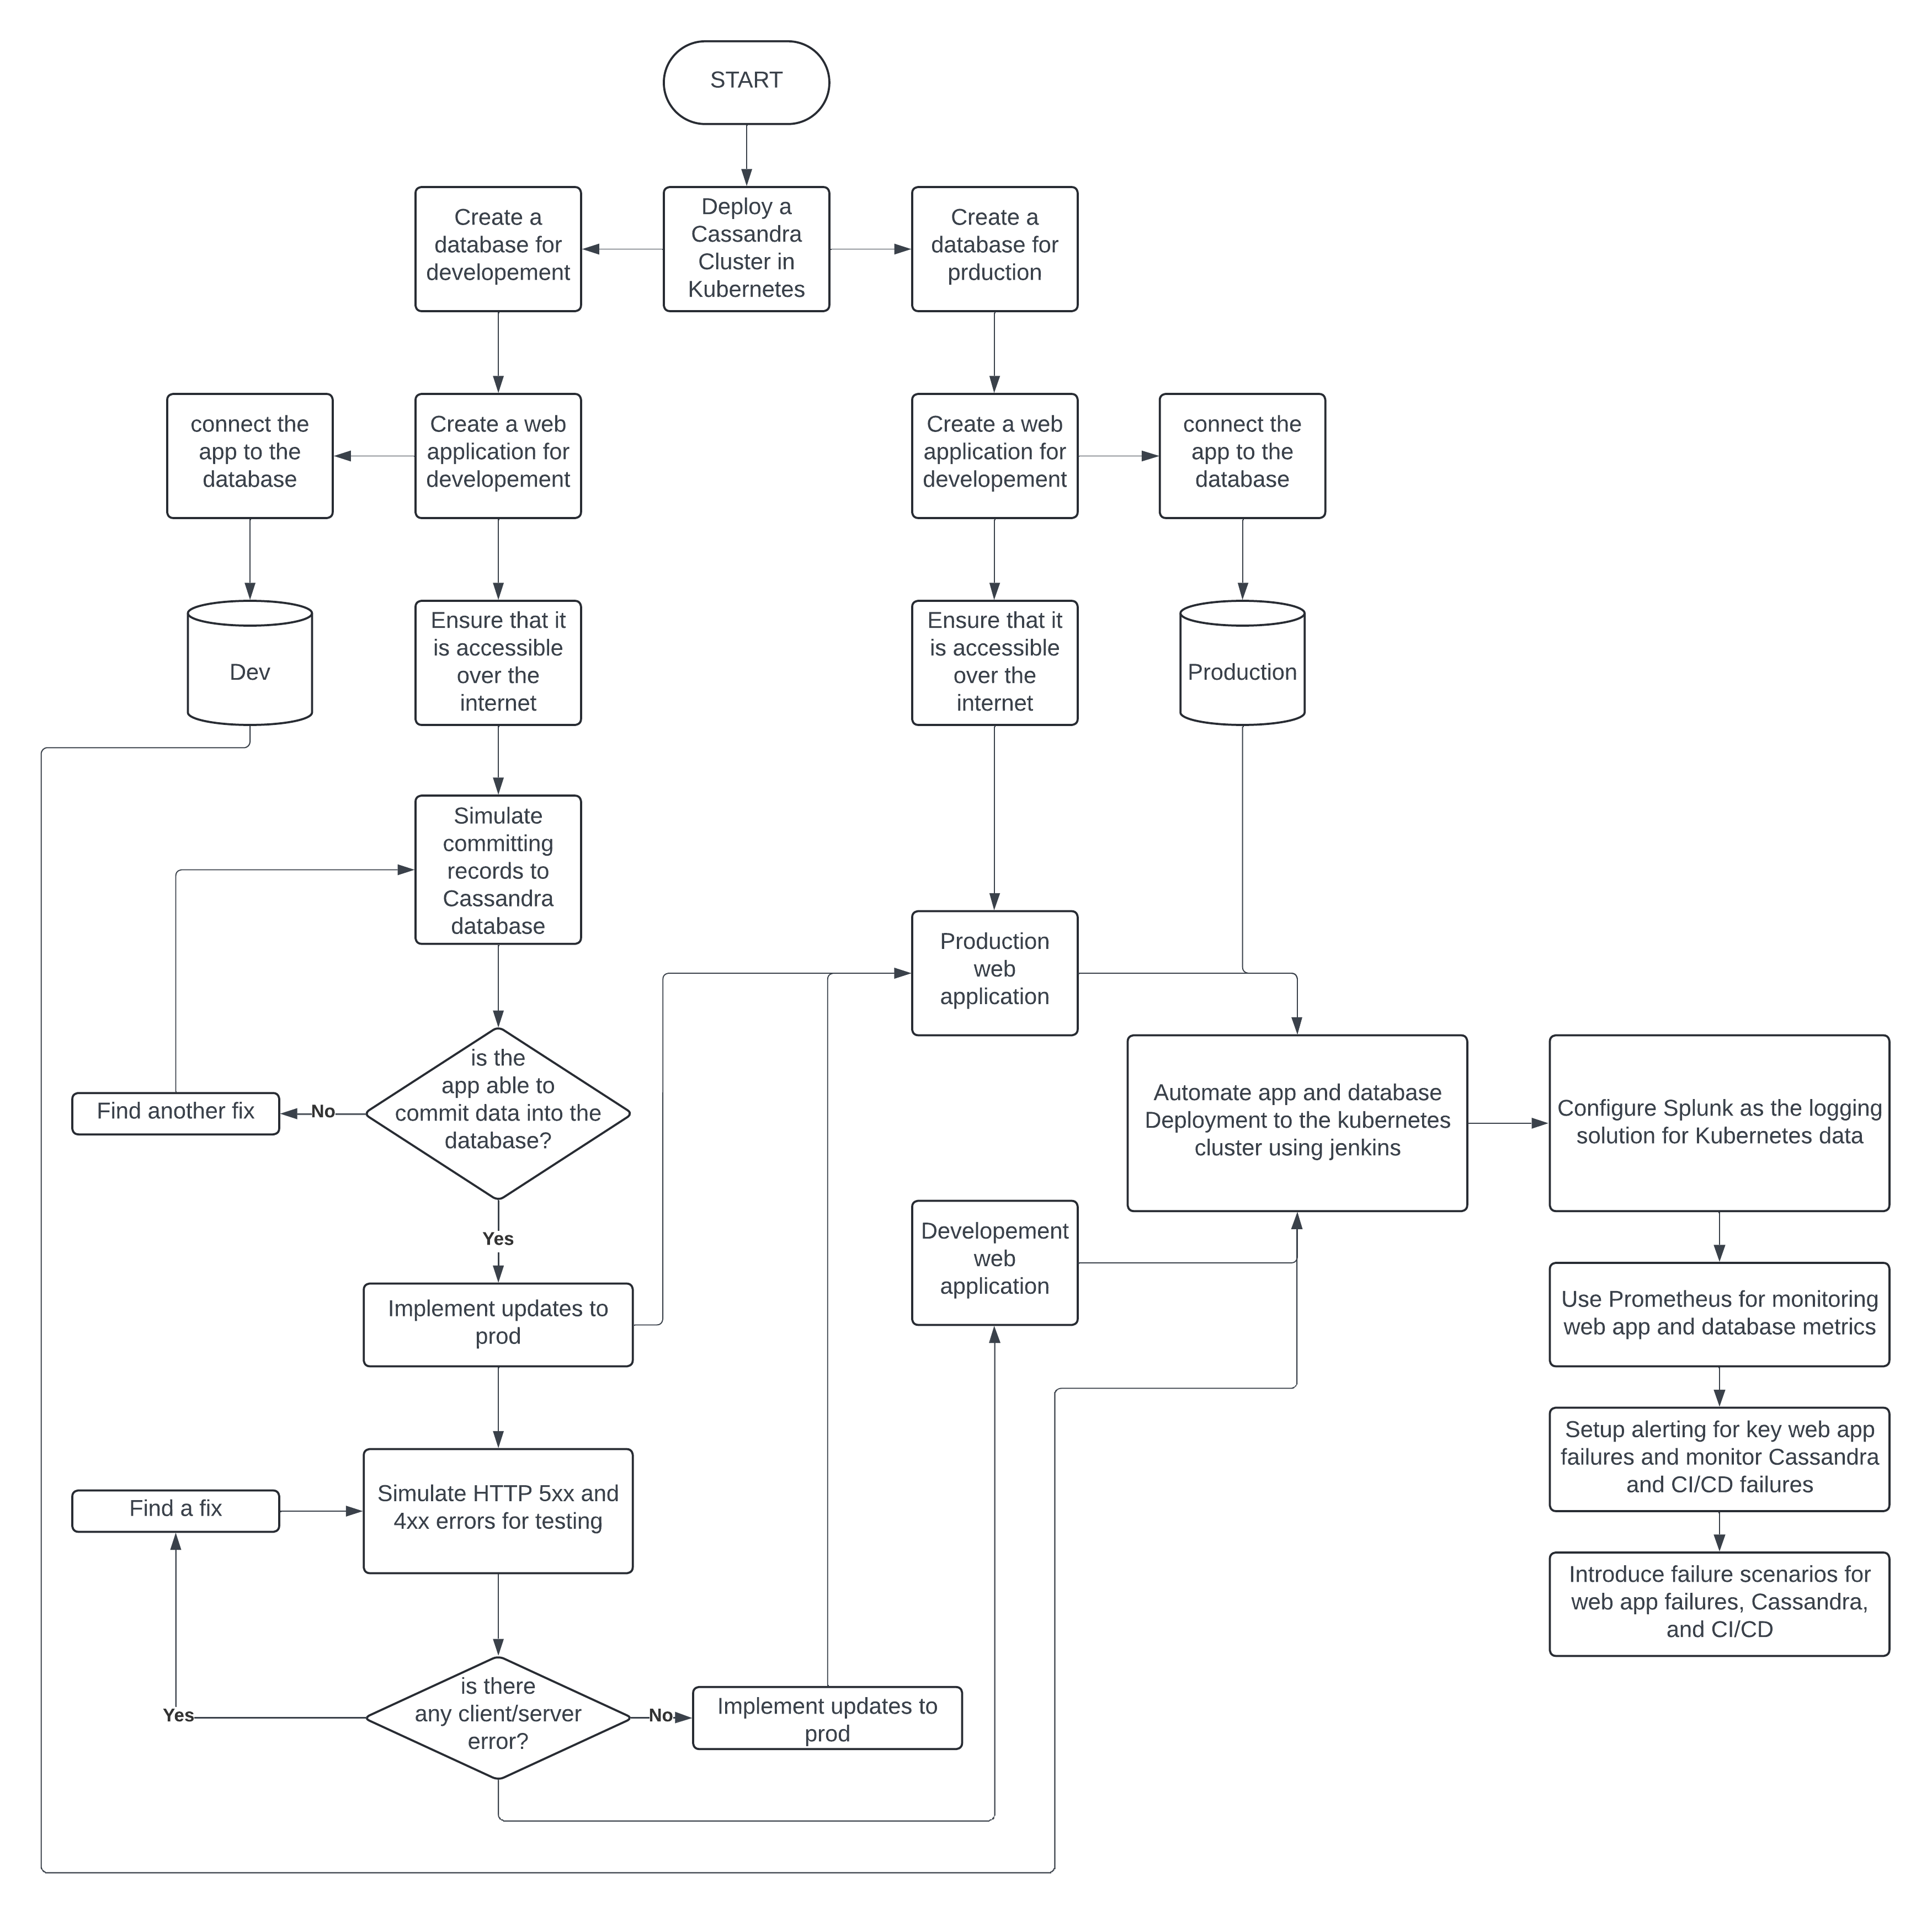 START
Create a
database for
developement
Deploy a
Cassandra
Cluster in
Kubernetes
Create a
database for
prduction
connect the
app to the
database
Create a web
application for
developement
Create a web
application for
developement
connect the
app to the
database
Dev
Ensure that it
is accessible
over the
internet
Ensure that it
is accessible
over the
internet
Production
Simulate
committing
records to
Cassandra
database
Production
web
application
is the
app able to
commit data into the
database?
No
Find another fix
Yes
Automate app and database
Deployment to the kubernetes
cluster using jenkins
Configure Splunk as the logging
solution for Kubernetes data
Developement
web
application
Implement updates to
prod
Use Prometheus for monitoring
web app and database metrics
Setup alerting for key web app
failures and monitor Cassandra
and CI/CD failures
Find a fix
Simulate HTTP 5xx and
4xx errors for testing
Introduce failure scenarios for
web app failures, Cassandra,
and CI/CD
Yes
is there
any client/server
error?
No
Implement updates to
prod